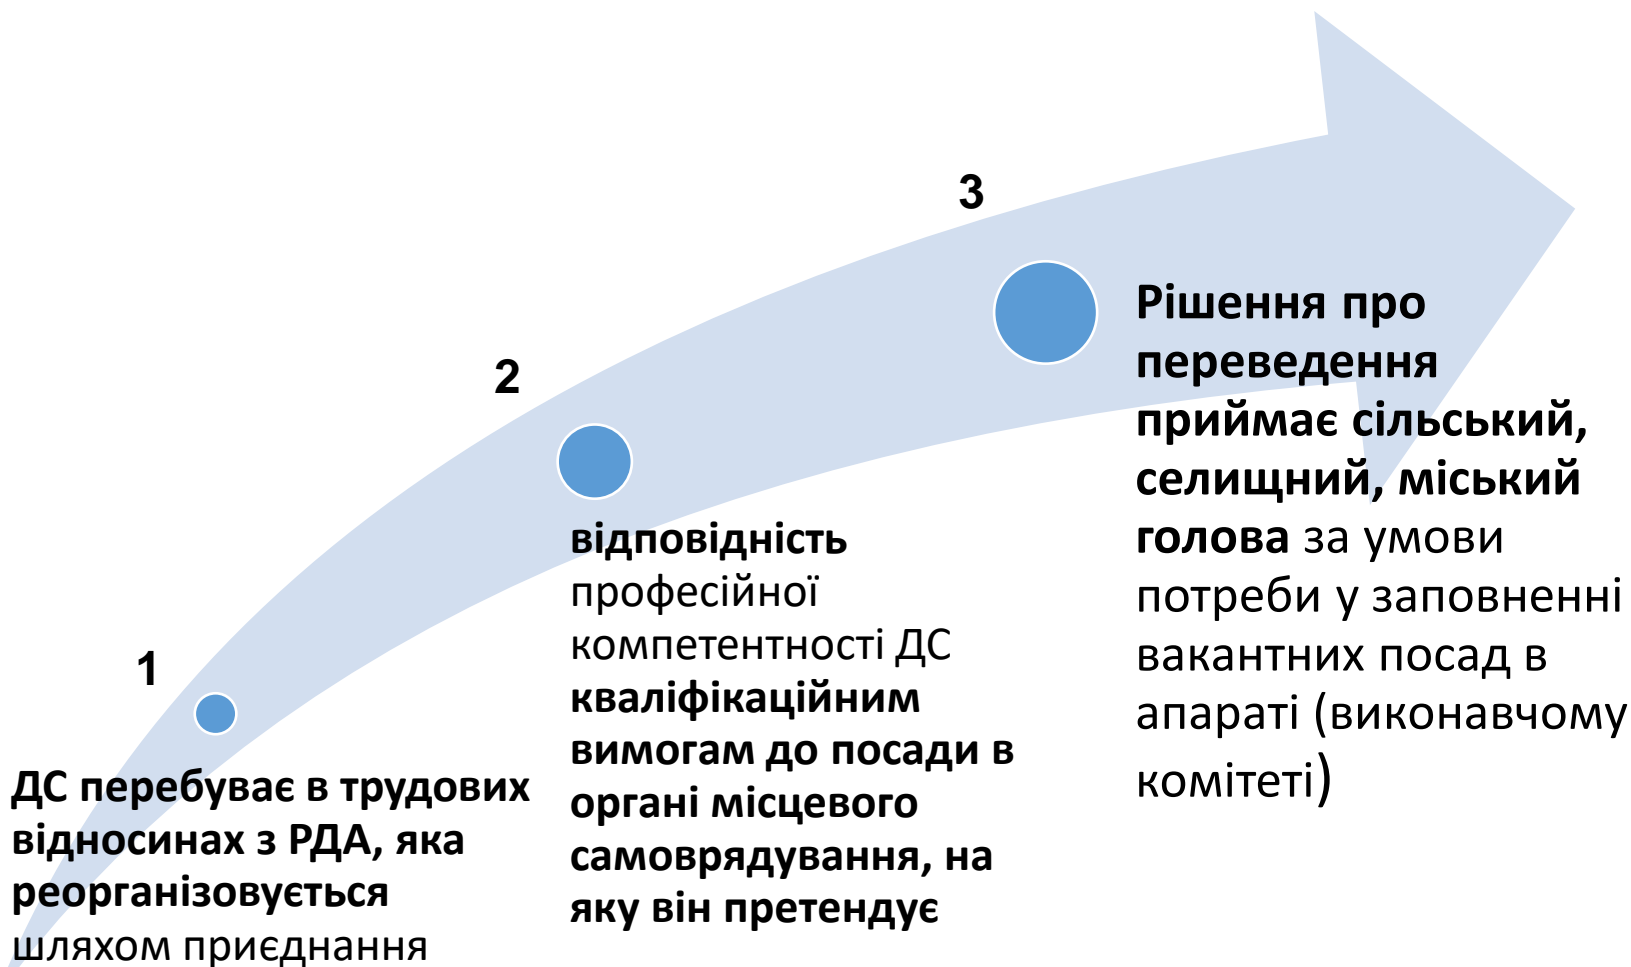 1
ДС перебуває в трудових
відносинах з РДА, яка
реорганізовується
шляхом приєднання
2
відповідність
професійної
компетентності ДС
кваліфікаційним
вимогам до посади в
органі місцевого
самоврядування, на
яку він претендує
3
Рішення про
переведення
приймає сільський,
селищний, міський
голова за умови
потреби у заповненні
вакантних посад в
апараті (виконавчому
комітеті)